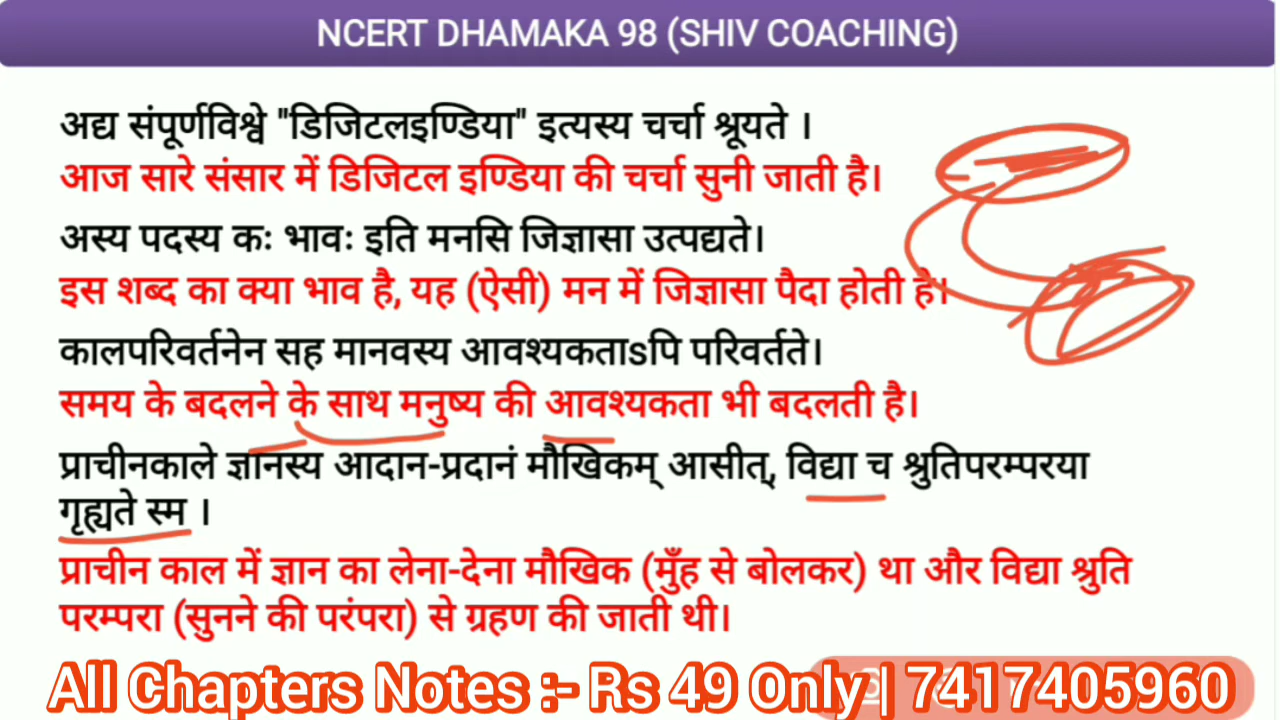 NCERT DHAMAKA 98 (SHIV COACHING)
अद्य संपूर्णविश्वे "डिजिटलइण्डिया" इत्यस्य चर्चा श्रूयते ।
आज सारे संसार में डिजिटल इण्डिया की चर्चा सुनी जाती है।
अस्य पदस्य कः भावः इति मनसि जिज्ञासा उत्पद्यते।
इस शब्द का क्या भाव है, यह (ऐसी) मन में जिज्ञासा पैदा होती है।
कालपरिवर्तनेन सह मानवस्य आवश्यकताsपि परिवर्तते।
समय के बदलने के साथ मनुष्य की आवश्यकता भी बदलती है।
प्राचीनकाले ज्ञानस्य आदान-प्रदानं मौखिकम् आसीत्, विद्या च श्रुतिपरम्परया
गृह्यते स्म ।
प्राचीन काल में ज्ञान का लेना-देना मौखिक (मुँह से बोलकर) था और विद्या श्रुति
परम्परा (सुनने की परंपरा) से ग्रहण की जाती थी।
All Chapters Notes :- Rs 49 Only | 7417405960